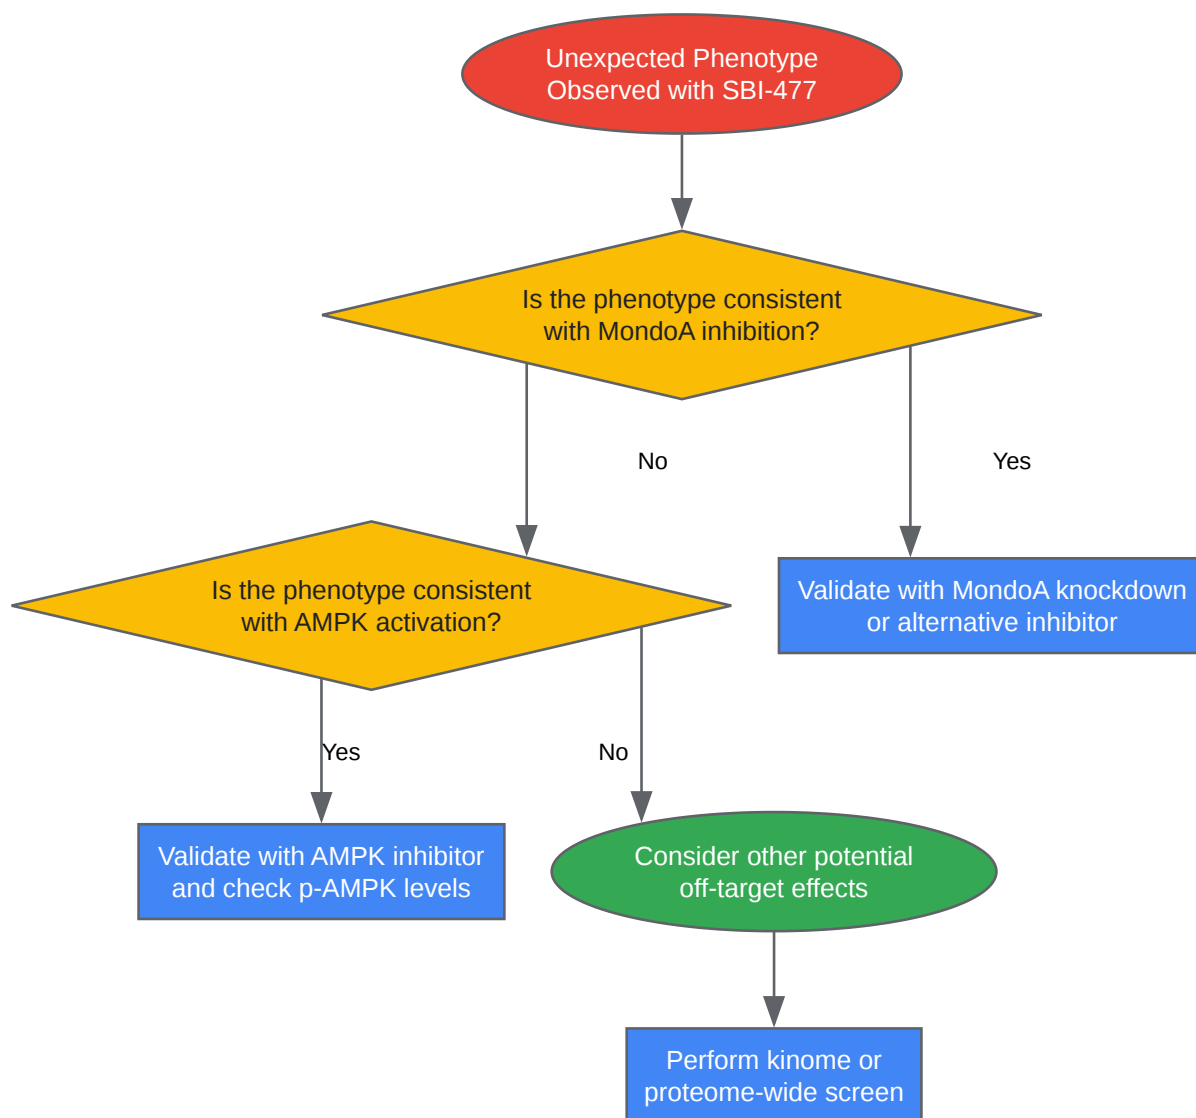 Unexpected Phenotype
Observed with SBI-477
Is the phenotype consistent
with MondoA inhibition?
No
Yes
Is the phenotype consistent
with AMPK activation?
Validate with MondoA knockdown
or alternative inhibitor
Yes
No
Validate with AMPK inhibitor
and check p-AMPK levels
Consider other potential
off-target effects
Perform kinome or
proteome-wide screen